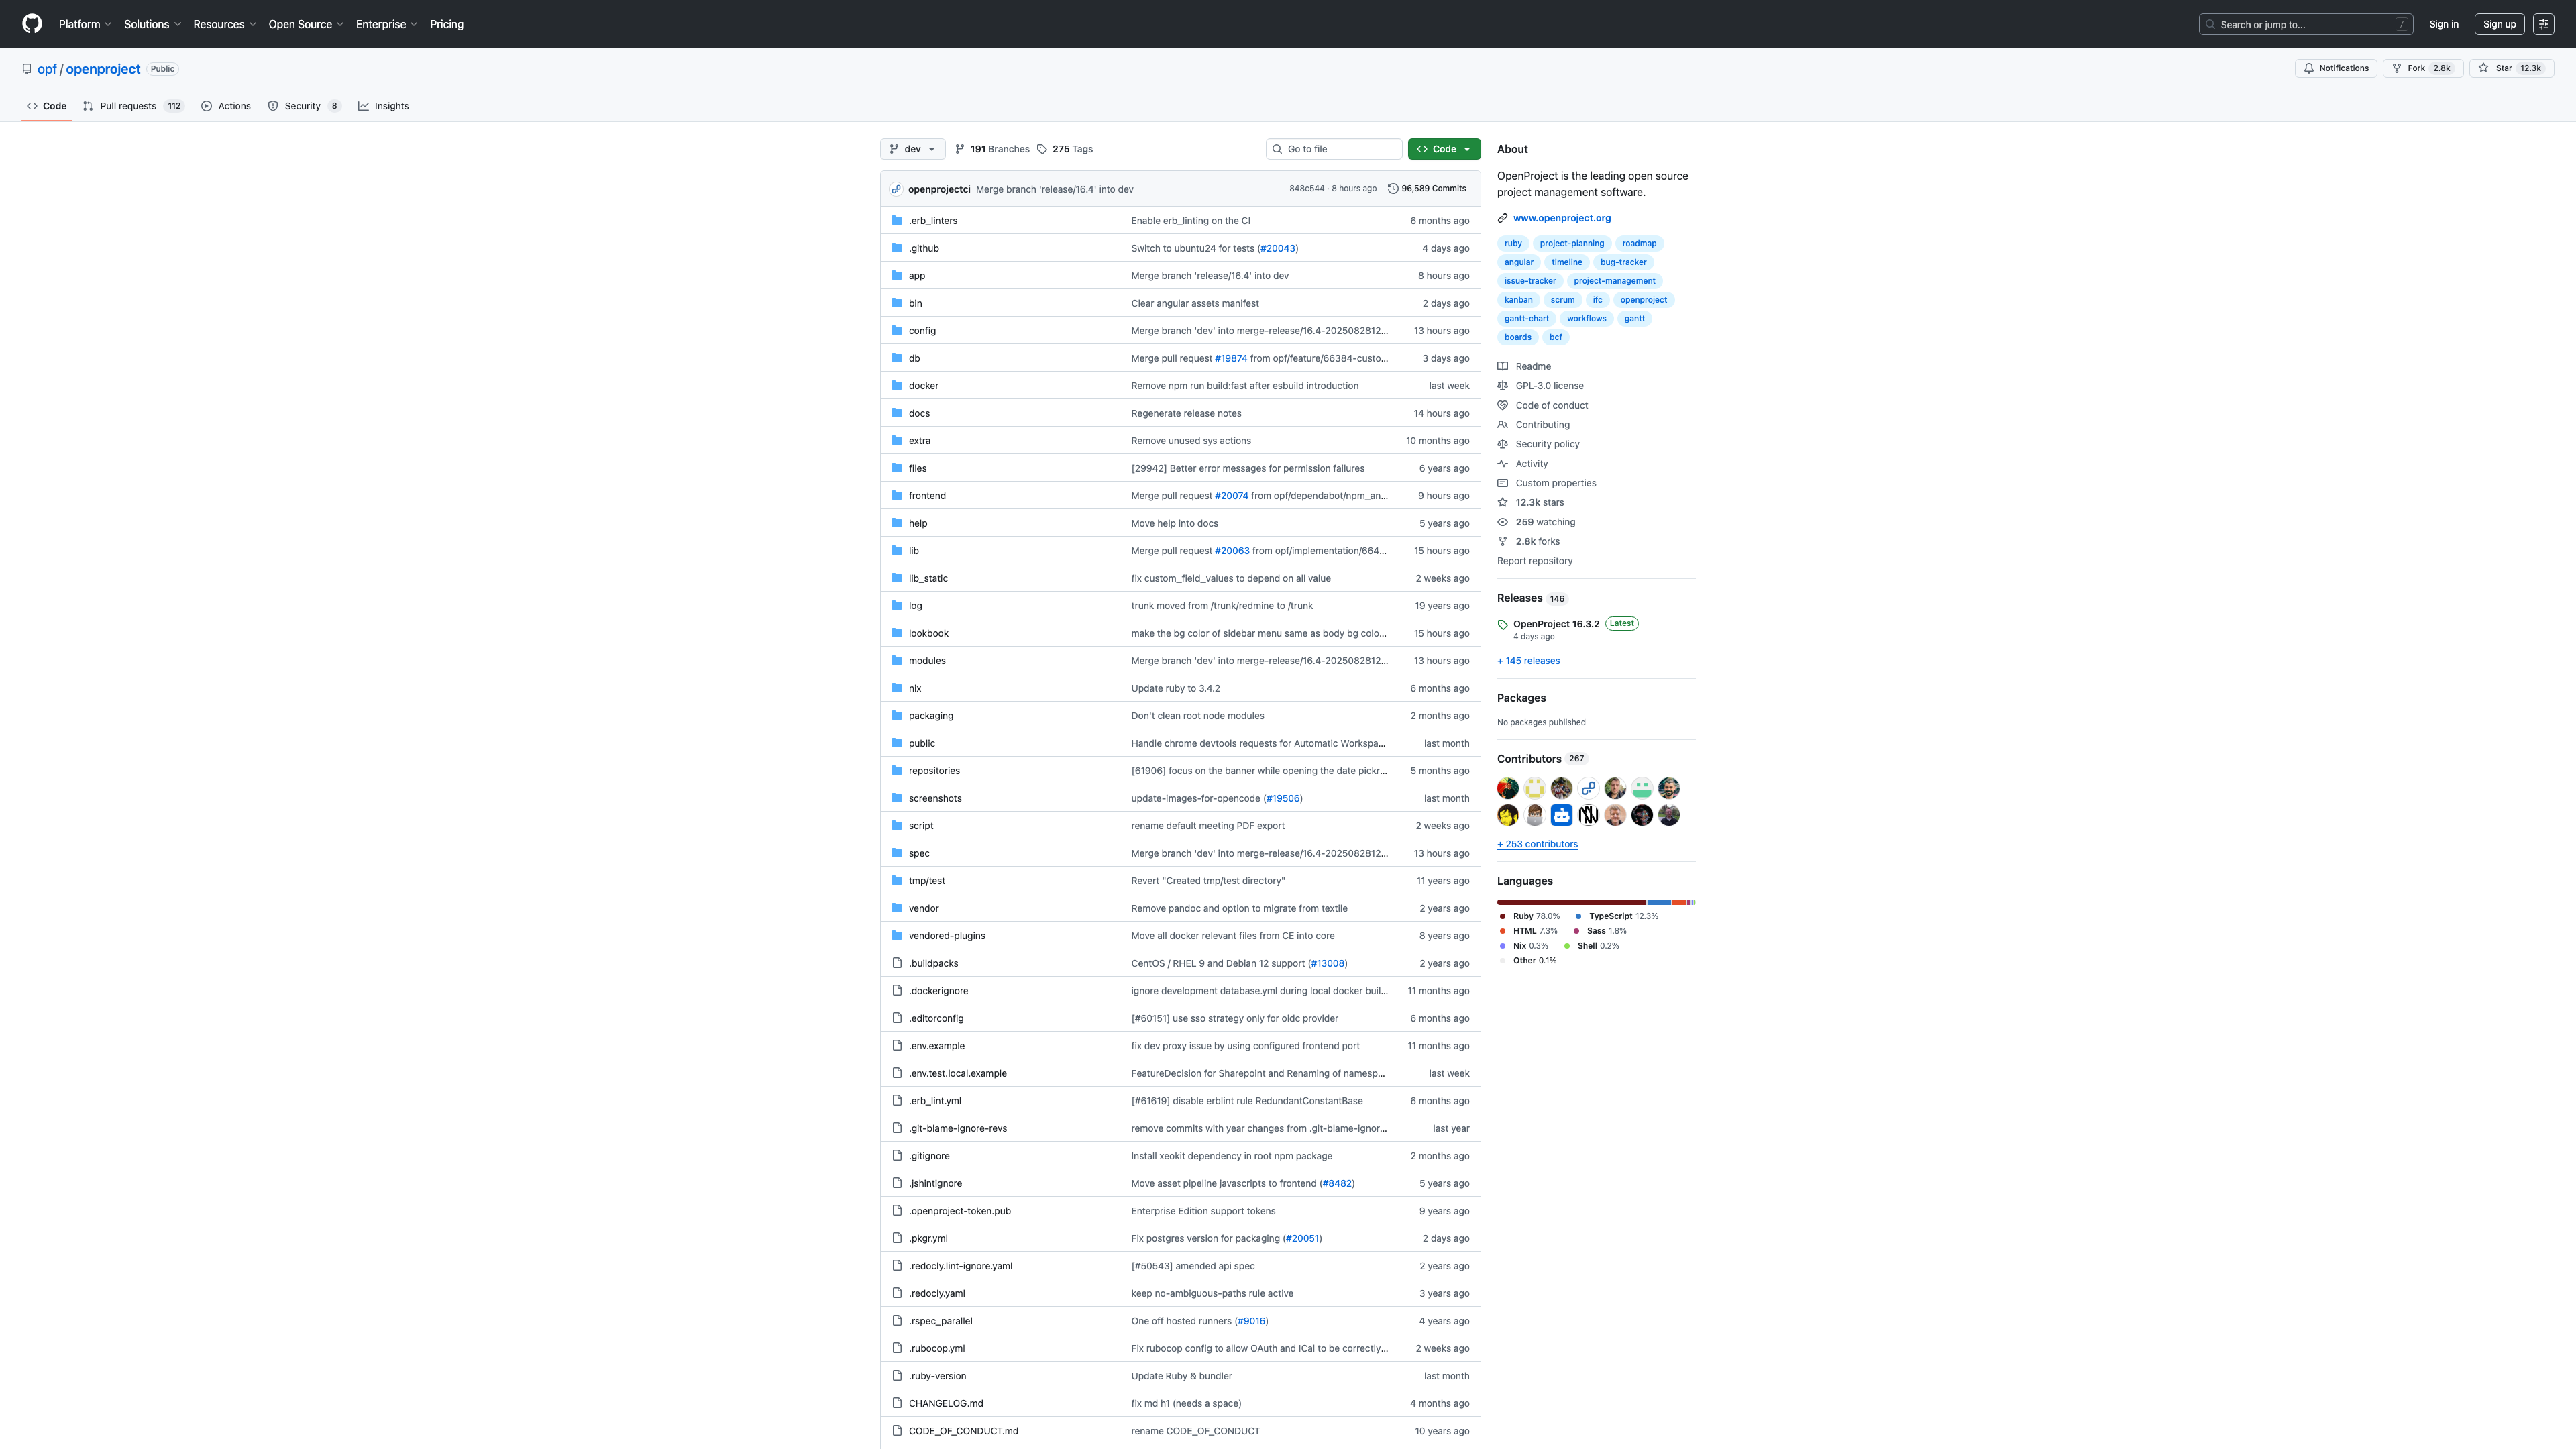 Platform Solutions Resources Open Source Enterprise Pricing Search or jump to... / Sign in Sign up
opf / openproject Public Notifications Fork 2.8k Star 12.3k
Code Pull requests 112 Actions Security 8 Insights
dev 191 Branches 275 Tags Go to file Code
openprojectci Merge branch 'release/16.4' into dev 848c544 · 8 hours ago 96,589 Commits
.erb_linters Enable erb_linting on the CI 6 months ago
.github Switch to ubuntu24 for tests (#20043) 4 days ago
app Merge branch 'release/16.4' into dev 8 hours ago
bin Clear angular assets manifest 2 days ago
config Merge branch 'dev' into merge-release/16.4-2025082812... 13 hours ago
db Merge pull request #19874 from opf/feature/66384-custo... 3 days ago
docker Remove npm run build:fast after esbuild introduction last week
docs Regenerate release notes 14 hours ago
extra Remove unused sys actions 10 months ago
files [29942] Better error messages for permission failures 6 years ago
frontend Merge pull request #20074 from opf/dependabot/npm_an... 9 hours ago
help Move help into docs 5 years ago
lib Merge pull request #20063 from opf/implementation/664... 15 hours ago
lib_static fix custom_field_values to depend on all value 2 weeks ago
log trunk moved from /trunk/redmine to /trunk 19 years ago
lookbook make the bg color of sidebar menu same as body bg colo... 15 hours ago
modules Merge branch 'dev' into merge-release/16.4-2025082812... 13 hours ago
nix Update ruby to 3.4.2 6 months ago
packaging Don't clean root node modules 2 months ago
public Handle chrome devtools requests for Automatic Workspa... last month
repositories [61906] focus on the banner while opening the date pickr... 5 months ago
screenshots update-images-for-opencode (#19506) last month
script rename default meeting PDF export 2 weeks ago
spec Merge branch 'dev' into merge-release/16.4-2025082812... 13 hours ago
tmp/test Revert "Created tmp/test directory" 11 years ago
vendor Remove pandoc and option to migrate from textile 2 years ago
vendored-plugins Move all docker relevant files from CE into core 8 years ago
.buildpacks CentOS / RHEL 9 and Debian 12 support (#13008) 2 years ago
.dockerignore ignore development database.yml during local docker buil... 11 months ago
.editorconfig [#60151] use sso strategy only for oidc provider 6 months ago
.env.example fix dev proxy issue by using configured frontend port 11 months ago
.env.test.local.example FeatureDecision for Sharepoint and Renaming of namesp... last week
.erb_lint.yml [#61619] disable erblint rule RedundantConstantBase 6 months ago
.git-blame-ignore-revs remove commits with year changes from .git-blame-ignor... last year
.gitignore Install xeokit dependency in root npm package 2 months ago
.jshintignore Move asset pipeline javascripts to frontend (#8482) 5 years ago
.openproject-token.pub Enterprise Edition support tokens 9 years ago
.pkgr.yml Fix postgres version for packaging (#20051) 2 days ago
.redocly.lint-ignore.yaml [#50543] amended api spec 2 years ago
.redocly.yaml keep no-ambiguous-paths rule active 3 years ago
.rspec_parallel One off hosted runners (#9016) 4 years ago
.rubocop.yml Fix rubocop config to allow OAuth and ICal to be correctly... 2 weeks ago
.ruby-version Update Ruby & bundler last month
CHANGELOG.md fix md h1 (needs a space) 4 months ago
CODE_OF_CONDUCT.md rename CODE_OF_CONDUCT 10 years ago
About
OpenProject is the leading open source
project management software.
www.openproject.org
ruby project-planning roadmap
angular timeline bug-tracker
issue-tracker project-management
kanban scrum ifc openproject
gantt-chart workflows gantt
boards bcf
Readme
GPL-3.0 license
Code of conduct
Contributing
Security policy
Activity
Custom properties
12.3k stars
259 watching
2.8k forks
Report repository
Releases 146
OpenProject 16.3.2 Latest
4 days ago
+ 145 releases
Packages
No packages published
Contributors 267
+ 253 contributors
Languages
Ruby 78.0% TypeScript 12.3%
HTML 7.3% Sass 1.8%
Nix 0.3% Shell 0.2%
Other 0.1%